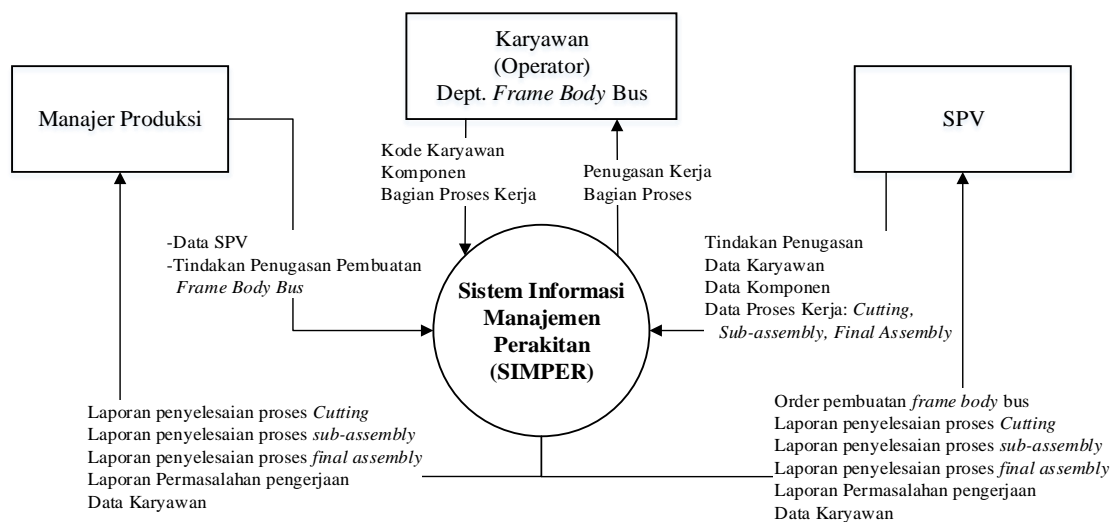 Karyawan
(Operator)
Dept. Frame Body Bus
Manajer Produksi
SPV
Kode Karyawan
Komponen
Bagian Proses Kerja
Penugasan Kerja
Bagian Proses
-Data SPV
-Tindakan Penugasan Pembuatan
Frame Body Bus
Sistem Informasi
Manajemen
Perakitan
(SIMPER)
Tindakan Penugasan
Data Karyawan
Data Komponen
Data Proses Kerja: Cutting,
Sub-assembly, Final Assembly
Laporan penyelesaian proses Cutting
Laporan penyelesaian proses sub-assembly
Laporan penyelesaian proses final assembly
Laporan Permasalahan pengerjaan
Data Karyawan
Order pembuatan frame body bus
Laporan penyelesaian proses Cutting
Laporan penyelesaian proses sub-assembly
Laporan penyelesaian proses final assembly
Laporan Permasalahan pengerjaan
Data Karyawan